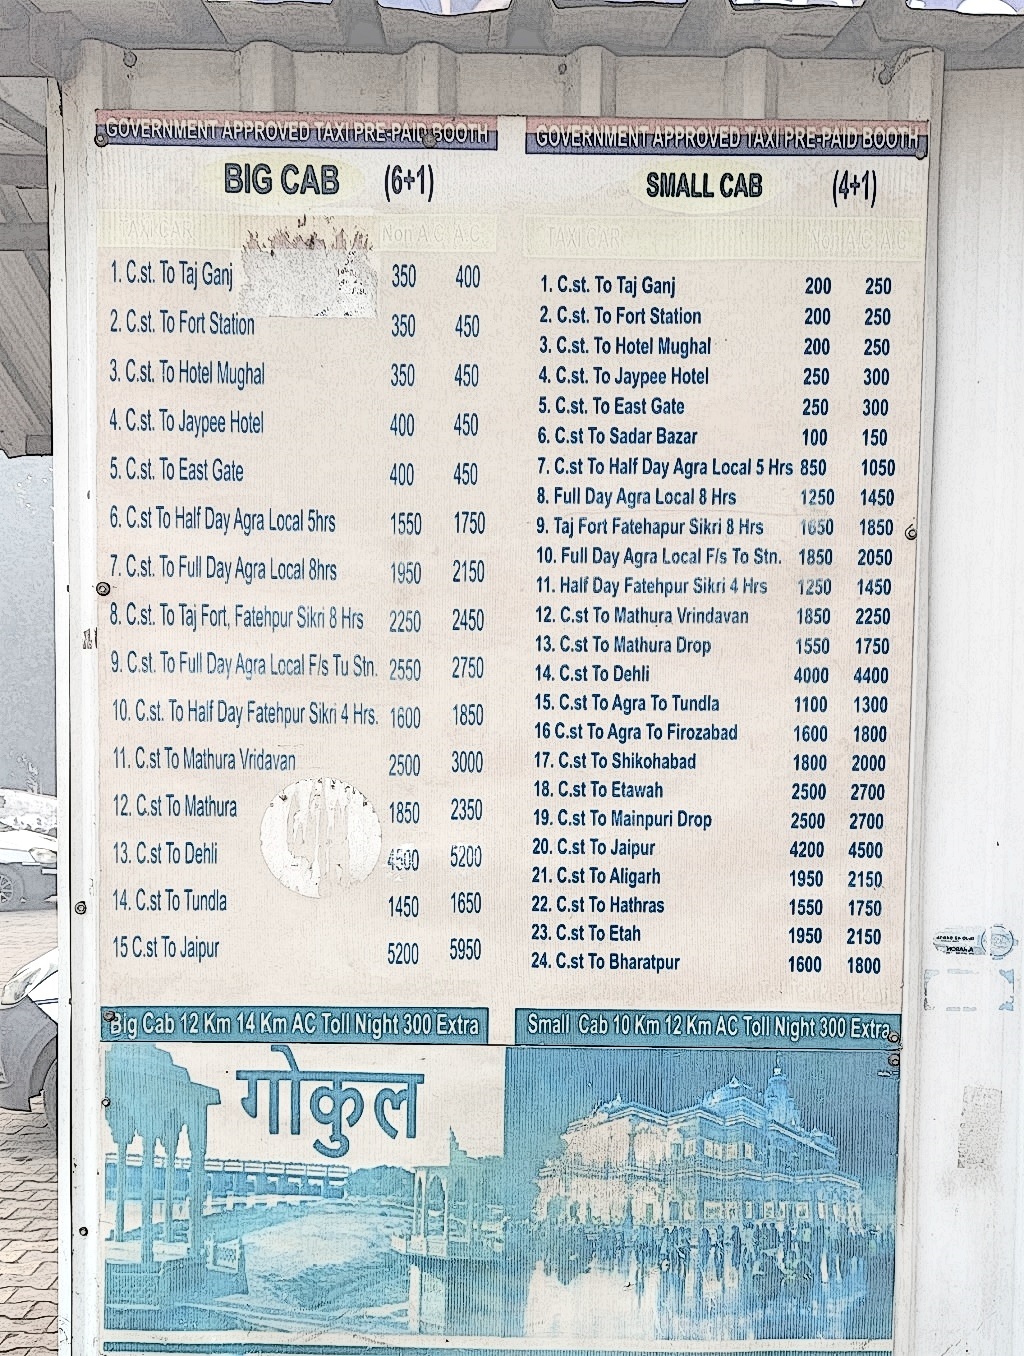 GOVERNMENT APPROVED TAXI PRE-PAID BOOTH
BIG CAB (6+1)
TAXI CAR Non A.C. A.C.
1. C.st. To Taj Ganj 350 400
2. C.st. To Fort Station 350 450
3. C.st. To Hotel Mughal 350 450
4. C.st. To Jaypee Hotel 400 450
5. C.st. To East Gate 400 450
6. C.st To Half Day Agra Local 5hrs 1550 1750
7. C.st. To Full Day Agra Local 8hrs 1950 2150
8. C.st. To Taj Fort, Fatehpur Sikri 8 Hrs 2250 2450
9. C.st. To Full Day Agra Local F/s Tu Stn. 2550 2750
10. C.st. To Half Day Fatehpur Sikri 4 Hrs. 1600 1850
11. C.st To Mathura Vridavan 2500 3000
12. C.st To Mathura 1850 2350
13. C.st To Dehli 4500 5200
14. C.st To Tundla 1450 1650
15 C.st To Jaipur 5200 5950
Big Cab 12 Km 14 Km AC Toll Night 300 Extra
GOVERNMENT APPROVED TAXI PRE-PAID BOOTH
SMALL CAB (4+1)
TAXI CAR Non A.C. A.C.
1. C.st. To Taj Ganj 200 250
2. C.st. To Fort Station 200 250
3. C.st. To Hotel Mughal 200 250
4. C.st. To Jaypee Hotel 250 300
5. C.st. To East Gate 250 300
6. C.st To Sadar Bazar 100 150
7. C.st To Half Day Agra Local 5 Hrs 850 1050
8. Full Day Agra Local 8 Hrs 1250 1450
9. Taj Fort Fatehapur Sikri 8 Hrs 1650 1850
10. Full Day Agra Local F/s To Stn. 1850 2050
11. Half Day Fatehpur Sikri 4 Hrs 1250 1450
12. C.st To Mathura Vrindavan 1850 2250
13. C.st To Mathura Drop 1550 1750
14. C.st To Dehli 4000 4400
15. C.st To Agra To Tundla 1100 1300
16 C.st To Agra To Firozabad 1600 1800
17. C.st To Shikohabad 1800 2000
18. C.st To Etawah 2500 2700
19. C.st To Mainpuri Drop 2500 2700
20. C.st To Jaipur 4200 4500
21. C.st To Aligarh 1950 2150
22. C.st To Hathras 1550 1750
23. C.st To Etah 1950 2150
24. C.st To Bharatpur 1600 1800
Small Cab 10 Km 12 Km AC Toll Night 300 Extra
गोकुल